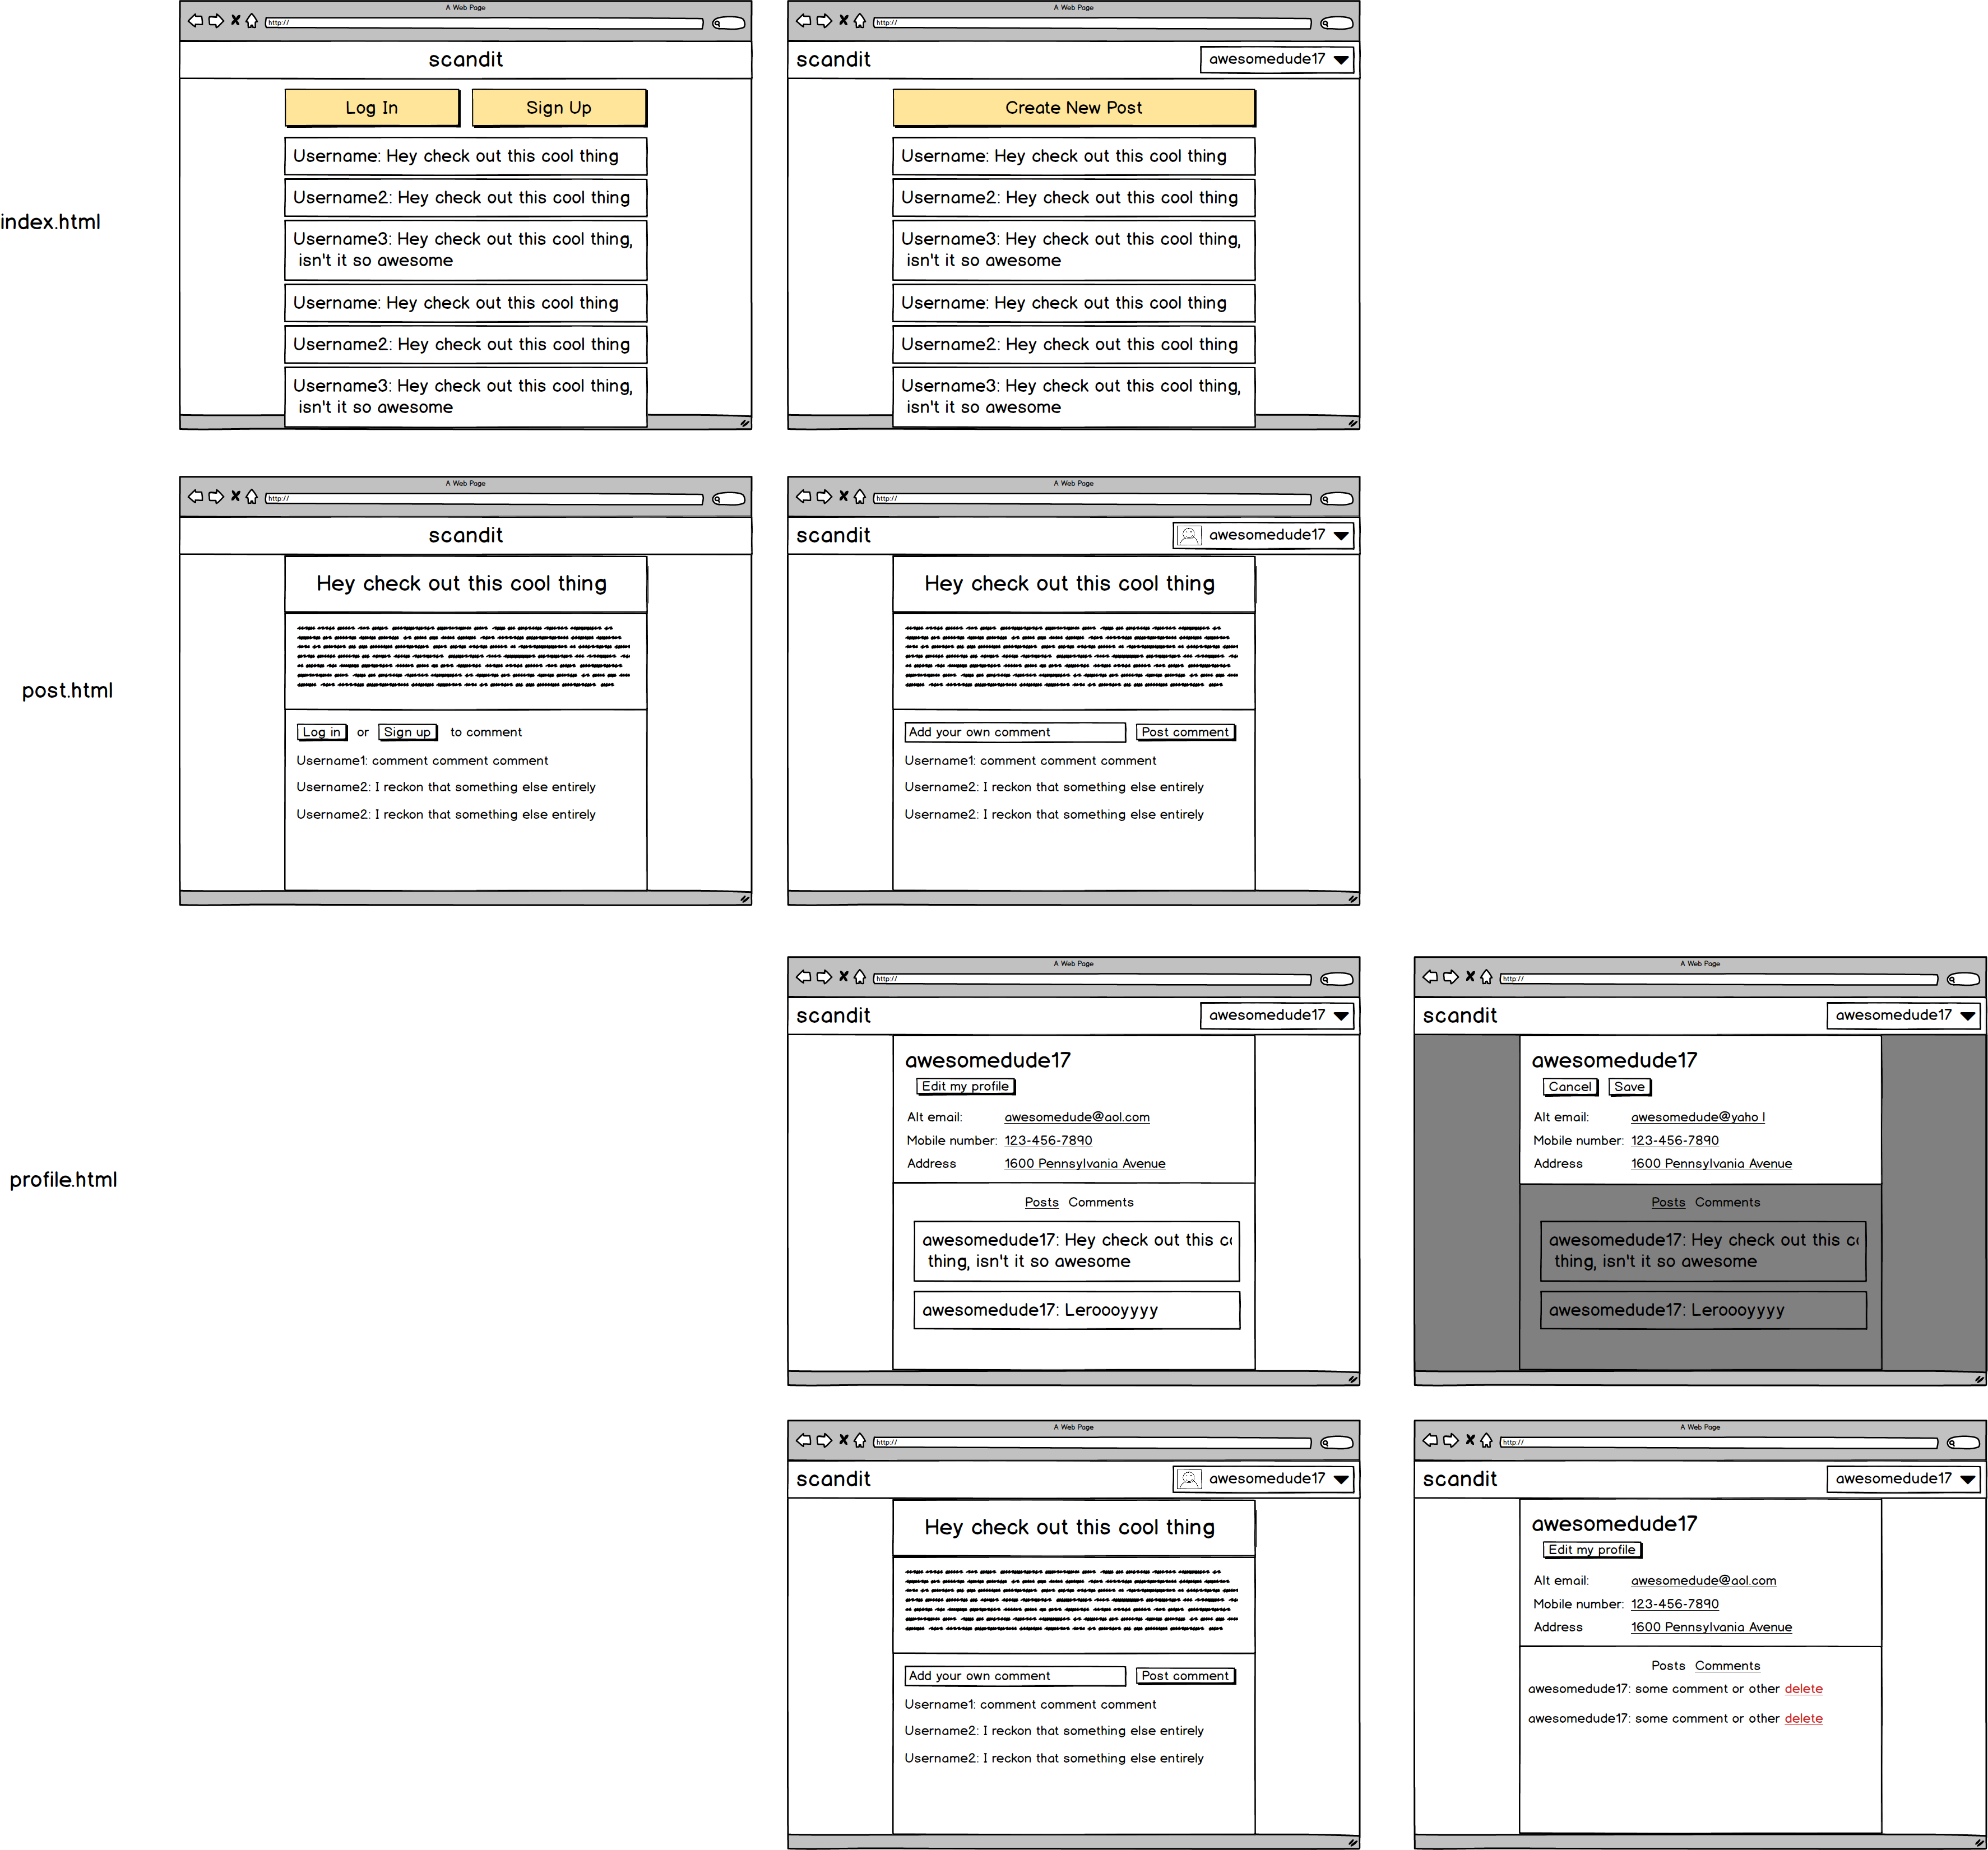 A Web Page
http://
scandit
Log In
Sign Up
Username: Hey check out this cool thing
Username2: Hey check out this cool thing
Username3: Hey check out this cool thing,
isn't it so awesome
Username: Hey check out this cool thing
Username2: Hey check out this cool thing
Username3: Hey check out this cool thing,
isn't it so awesome
A Web Page
http://
scandit
awesomedude17
Create New Post
Username: Hey check out this cool thing
Username2: Hey check out this cool thing
Username3: Hey check out this cool thing,
isn't it so awesome
Username: Hey check out this cool thing
Username2: Hey check out this cool thing
Username3: Hey check out this cool thing,
isn't it so awesome
index.html
A Web Page
http://
scandit
Hey check out this cool thing
Log in or Sign up to comment
Username1: comment comment comment
Username2: I reckon that something else entirely
Username2: I reckon that something else entirely
A Web Page
http://
scandit
awesomedude17
Hey check out this cool thing
Add your own comment
Post comment
Username1: comment comment comment
Username2: I reckon that something else entirely
Username2: I reckon that something else entirely
post.html
A Web Page
http://
scandit
awesomedude17
awesomedude17
Edit my profile
Alt email: awesomedude@aol.com
Mobile number: 123-456-7890
Address 1600 Pennsylvania Avenue
Posts Comments
awesomedude17: Hey check out this c
thing, isn't it so awesome
awesomedude17: Leroooyyyy
A Web Page
http://
scandit
awesomedude17
awesomedude17
Cancel
Save
Alt email: awesomedude@yaho l
Mobile number: 123-456-7890
Address 1600 Pennsylvania Avenue
Posts Comments
awesomedude17: Hey check out this c
thing, isn't it so awesome
awesomedude17: Leroooyyyy
profile.html
A Web Page
http://
scandit
awesomedude17
Hey check out this cool thing
Add your own comment
Post comment
Username1: comment comment comment
Username2: I reckon that something else entirely
Username2: I reckon that something else entirely
A Web Page
http://
scandit
awesomedude17
awesomedude17
Edit my profile
Alt email: awesomedude@aol.com
Mobile number: 123-456-7890
Address 1600 Pennsylvania Avenue
Posts Comments
awesomedude17: some comment or other delete
awesomedude17: some comment or other delete